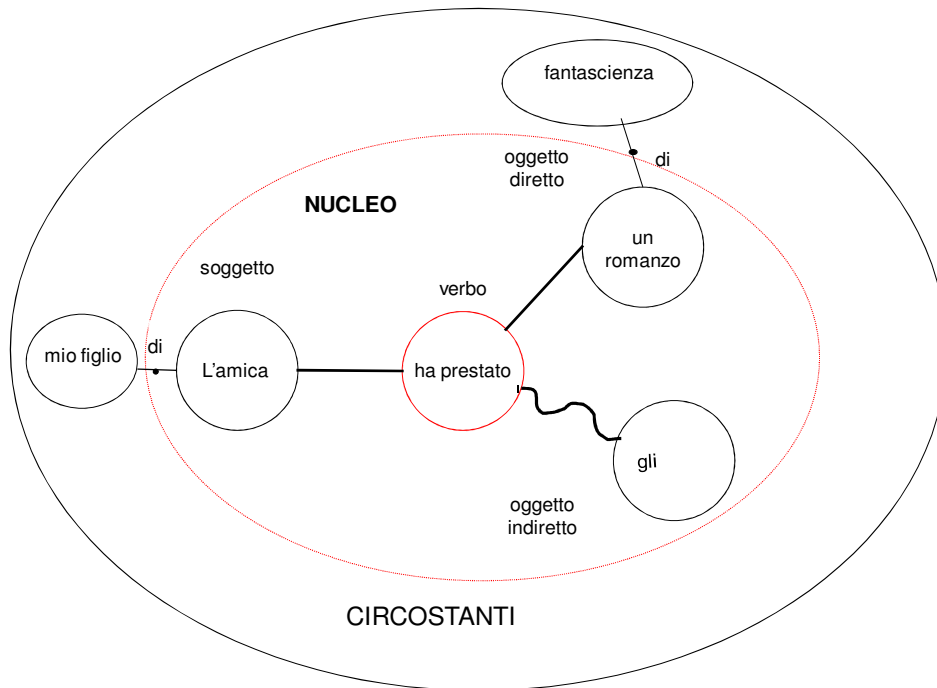 fantascienza
oggetto
diretto
di
NUCLEO
un
romanzo
soggetto
verbo
mio figlio
di
L'amica
ha prestato
gli
oggetto
indiretto
CIRCOSTANTI